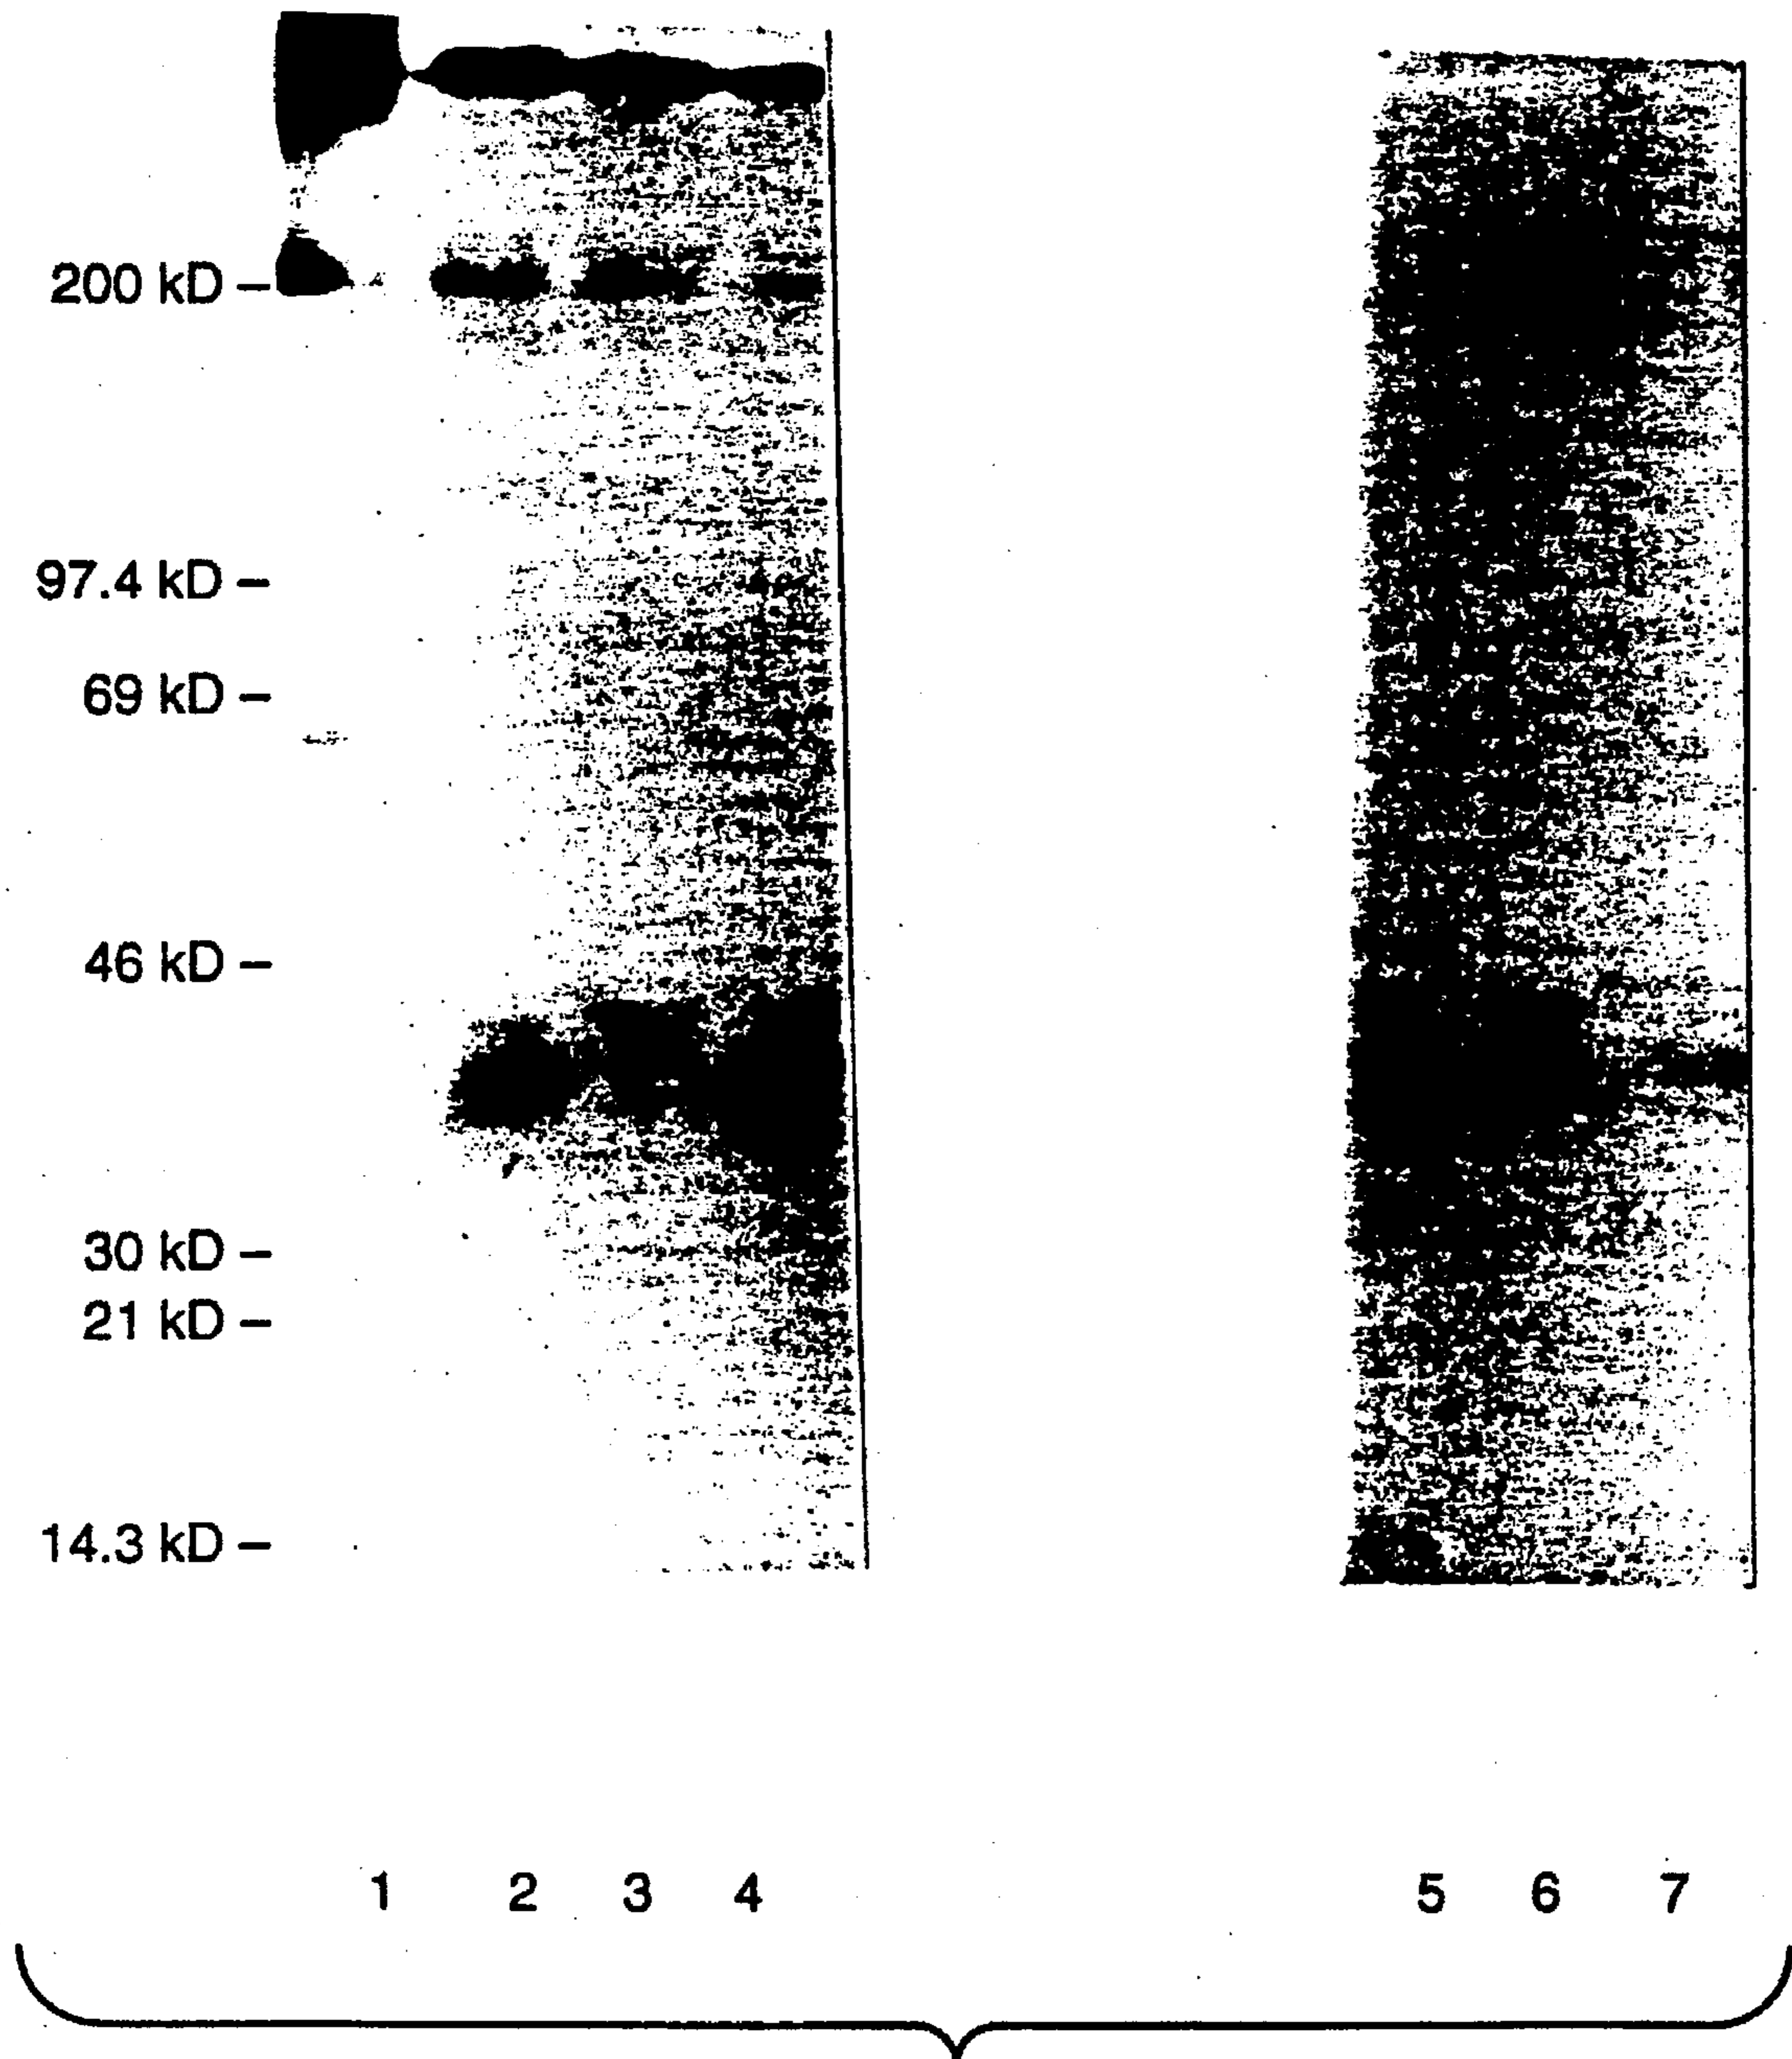 200 kD –
97.4 kD –
69 kD –
46 kD –
30 kD –
21 kD –
14.3 kD –
1 2 3 4 5 6 7